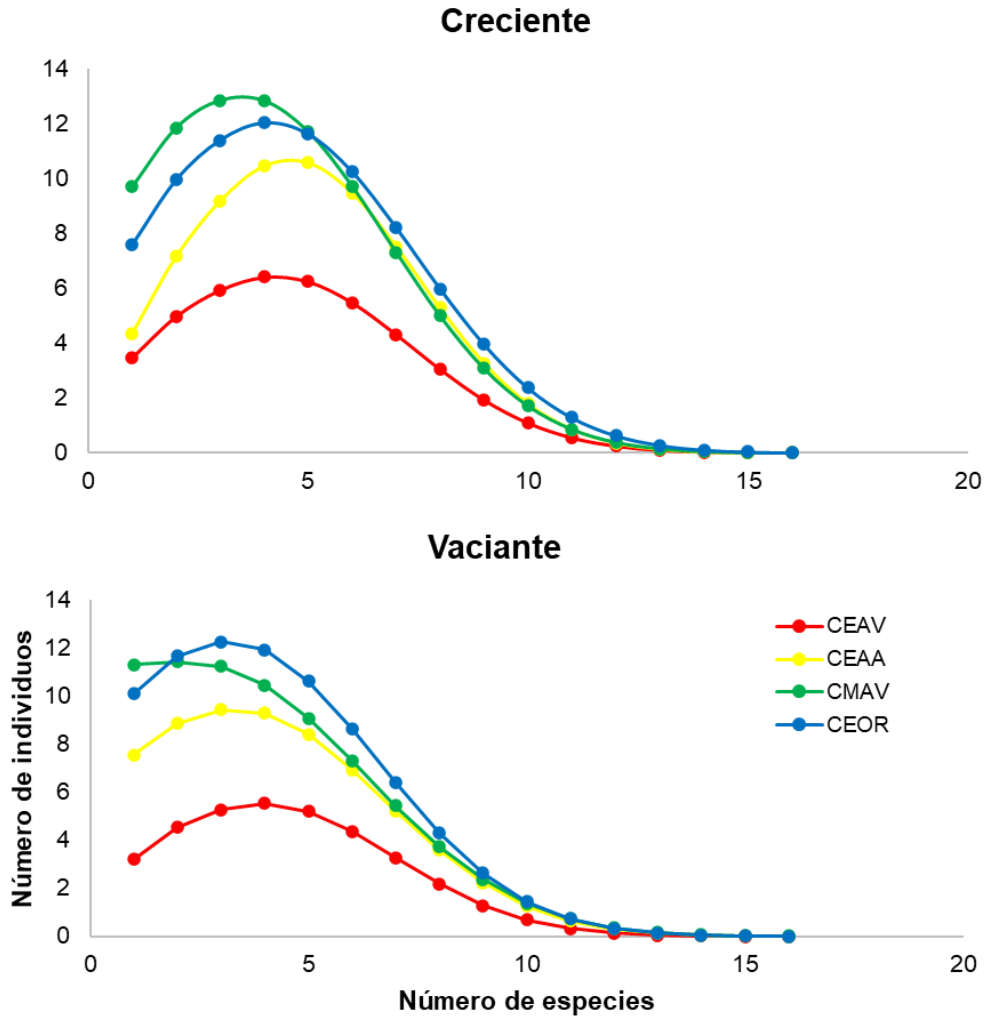 Creciente
14
12
10
8
6
4
2
0
0 5 10 15 20
Vaciante
14
12
10
8
6
4
2
0
0 5 10 15 20
CEAV
CEAA
CMAV
CEOR
Número de individuos
Número de especies